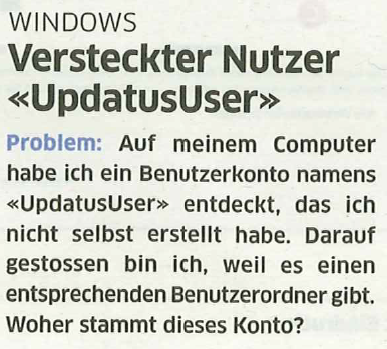 WINDOWS
Versteckter Nutzer
«UpdatusUser»
Problem: Auf meinem Computer
habe ich ein Benutzerkonto namens
«UpdatusUser» entdeckt, das ich
nicht selbst erstellt habe. Darauf
gestossen bin ich, weil es einen
entsprechenden Benutzerordner gibt.
Woher stammt dieses Konto?